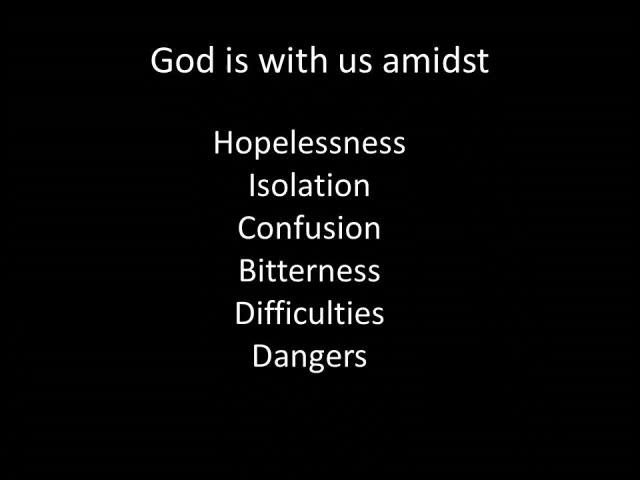 God is with us amidst
Hopelessness
Isolation
Confusion
Bitterness
Difficulties
Dangers